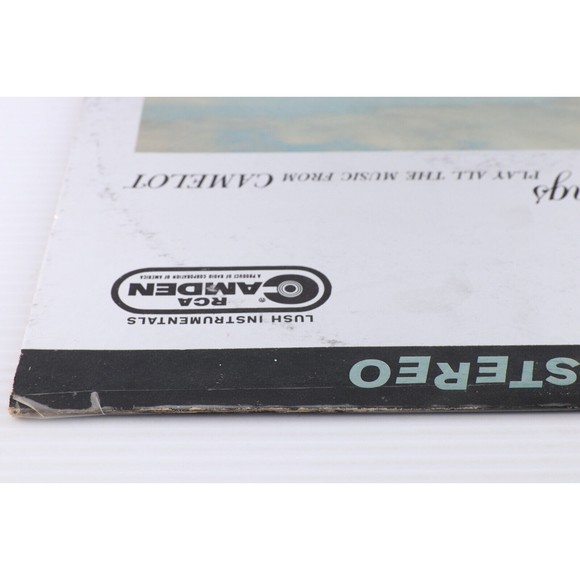 STEREO
LUSH INSTRUMENTALS
RCA®
CAMDEN
A PRODUCT OF RADIO CORPORATION OF AMERICA
PLAY ALL THE MUSIC FROM CAMELOT